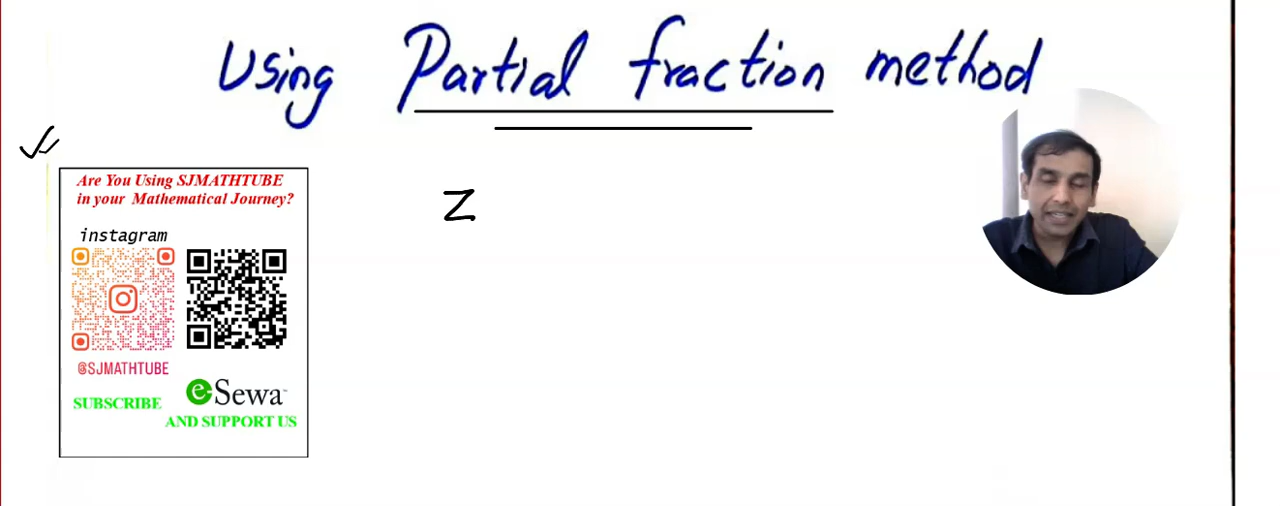 Using Partial fraction method
Are You Using SJMATHTUBE
in your Mathematical Journey?
instagram
@SJMATHTUBE
eSewa
SUBSCRIBE
AND SUPPORT US
Z